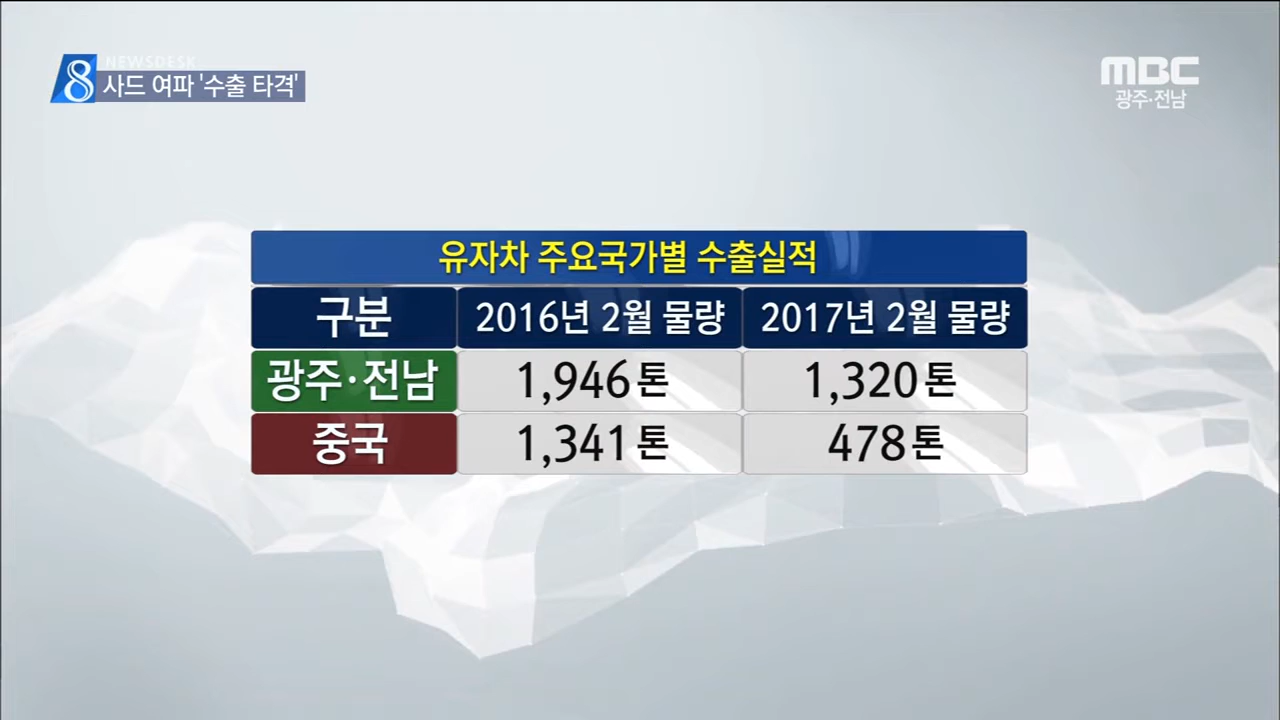 NEWSDESK
8 사드 여파 '수출 타격'
MBC
광주·전남
유자차 주요국가별 수출실적
구분 2016년 2월 물량 2017년 2월 물량
광주·전남 1,946톤 1,320톤
중국 1,341톤 478톤